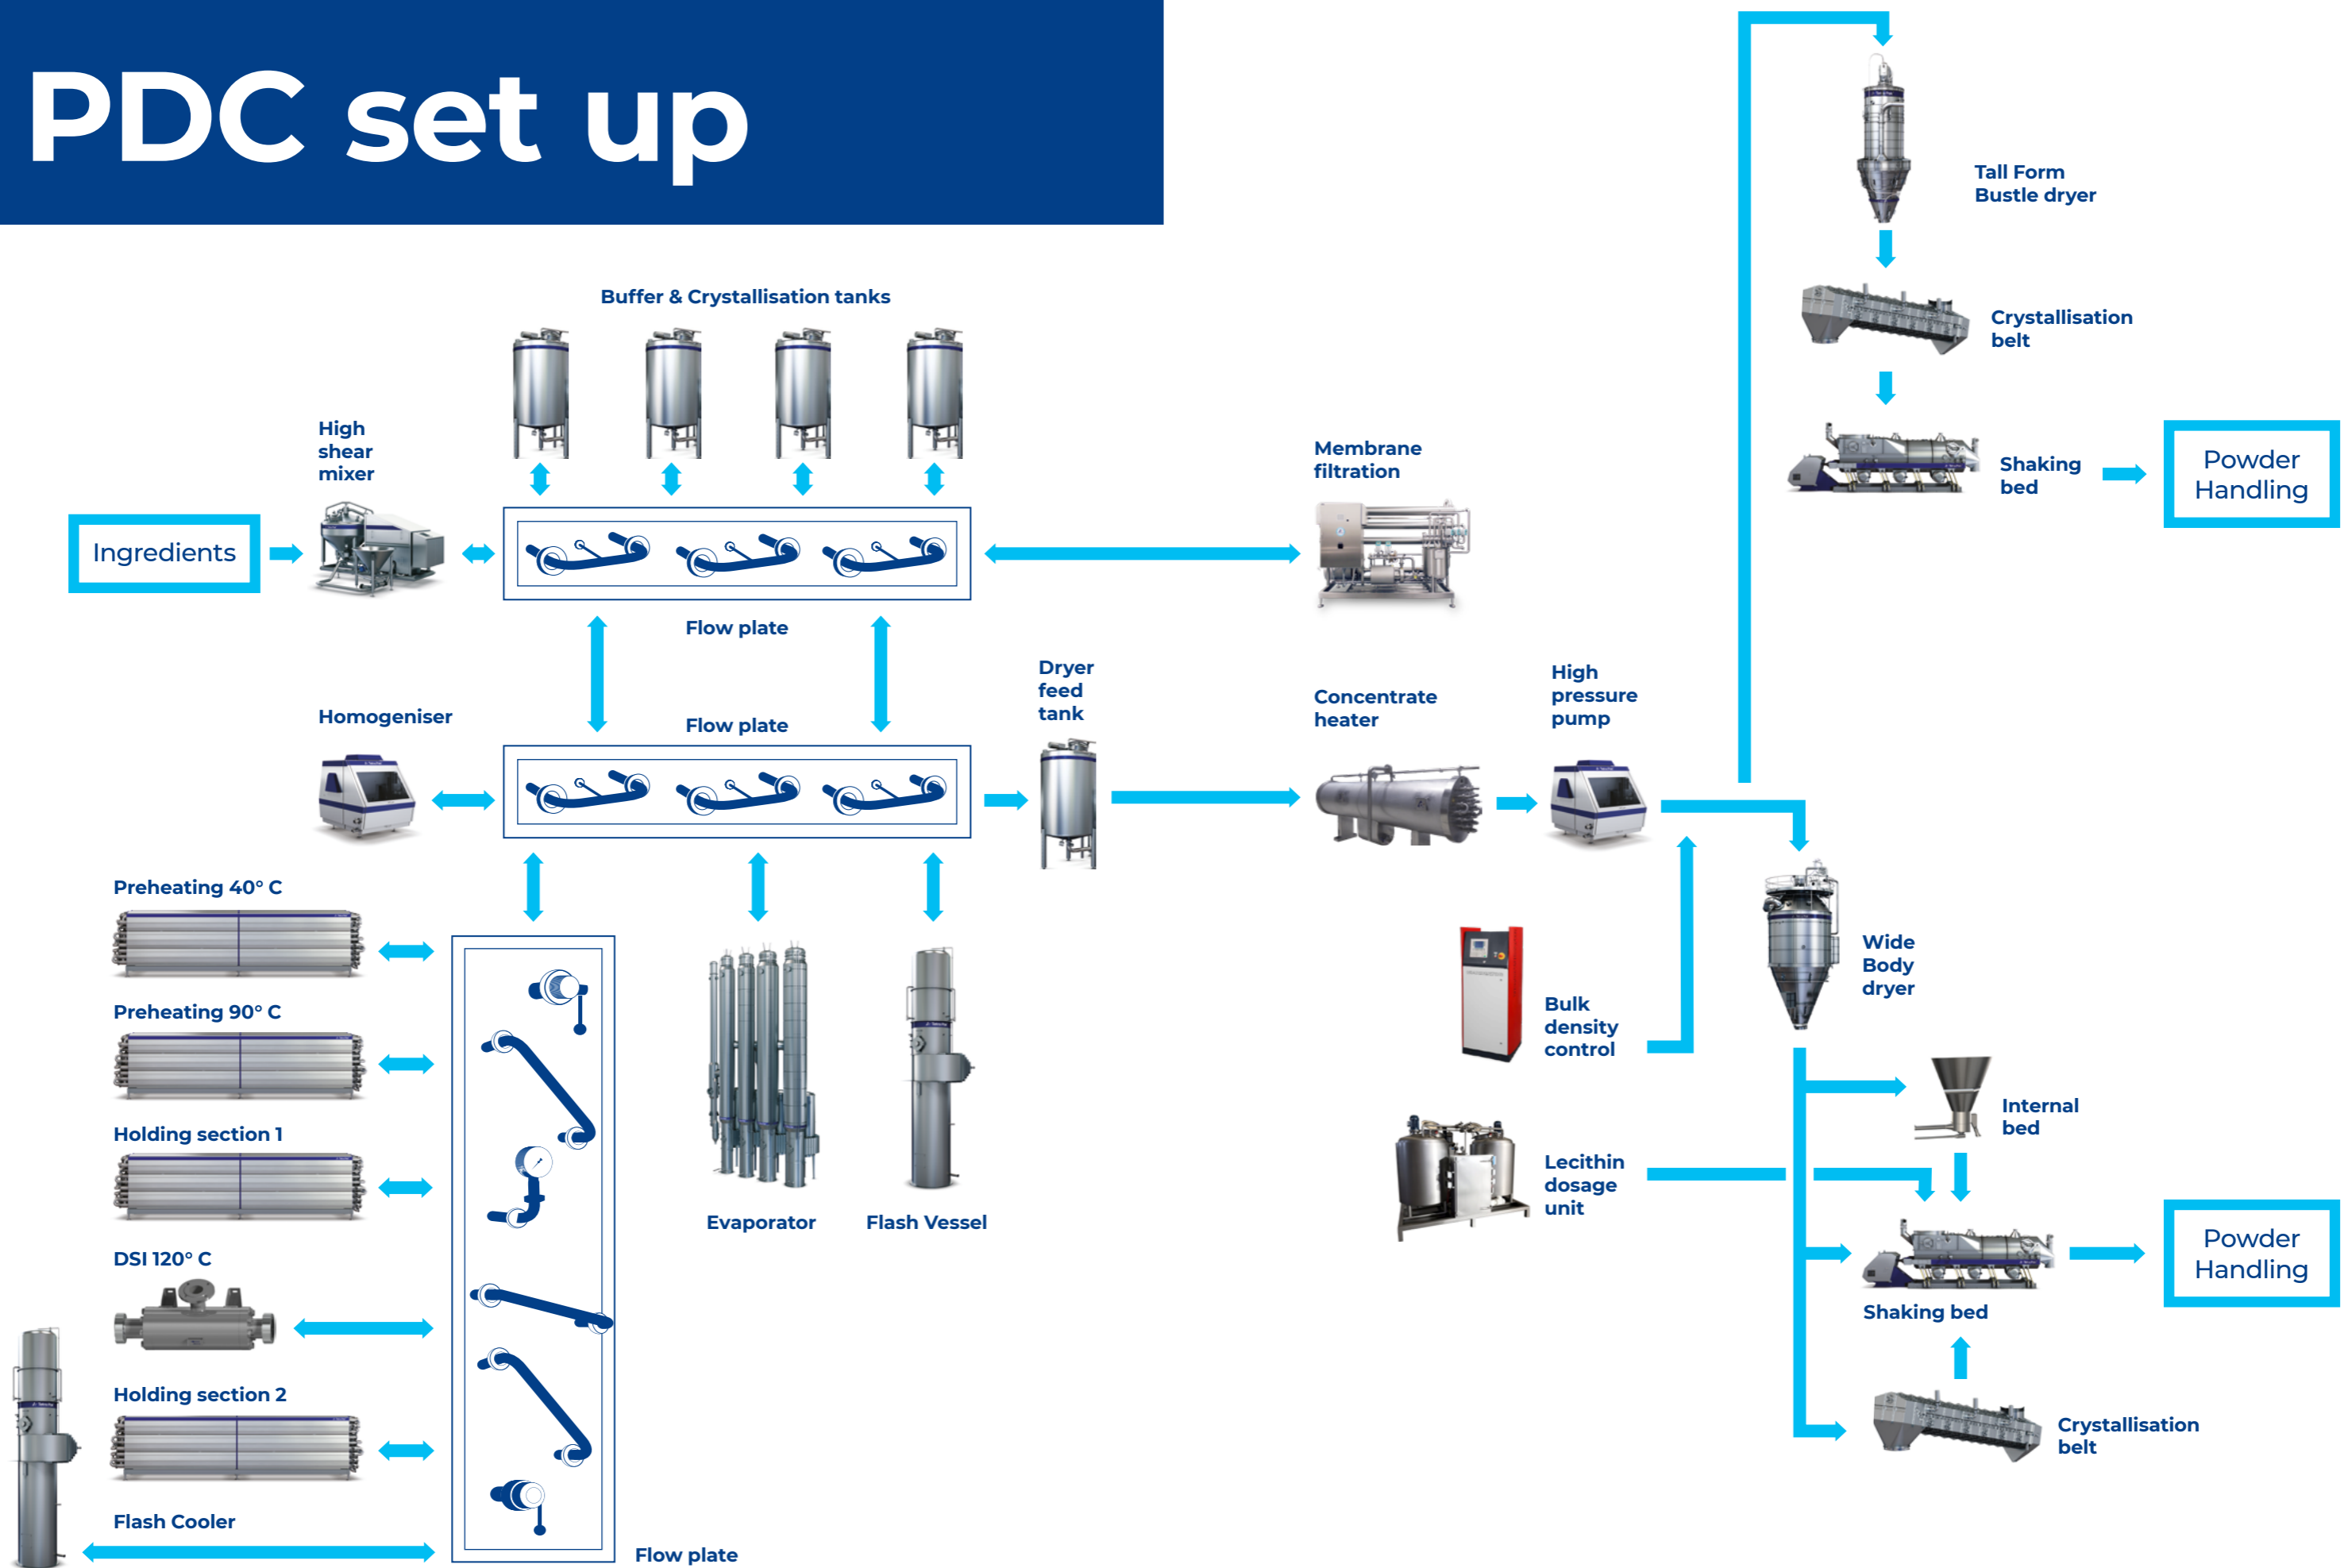 PDC set up
Tall Form
Bustle dryer
Buffer & Crystallisation tanks
Crystallisation
belt
High
shear
mixer
Membrane
filtration
Shaking
bed
Powder
Handling
Ingredients
Flow plate
Dryer
feed
tank
High
pressure
pump
Concentrate
heater
Homogeniser
Flow plate
Preheating 40° C
Wide
Body
dryer
Preheating 90° C
Bulk
density
control
Internal
bed
Holding section 1
Lecithin
dosage
unit
Evaporator
Flash Vessel
Powder
Handling
DSI 120° C
Shaking bed
Holding section 2
Crystallisation
belt
Flash Cooler
Flow plate